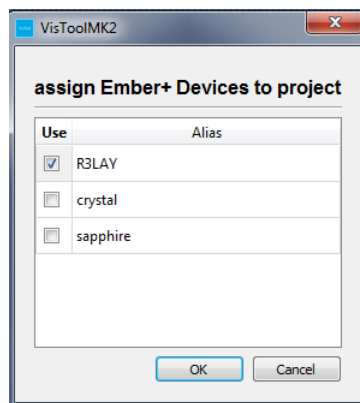 VisToolMK2
assign Ember+ Devices to project
Use Alias
R3LAY
crystal
sapphire
OK Cancel